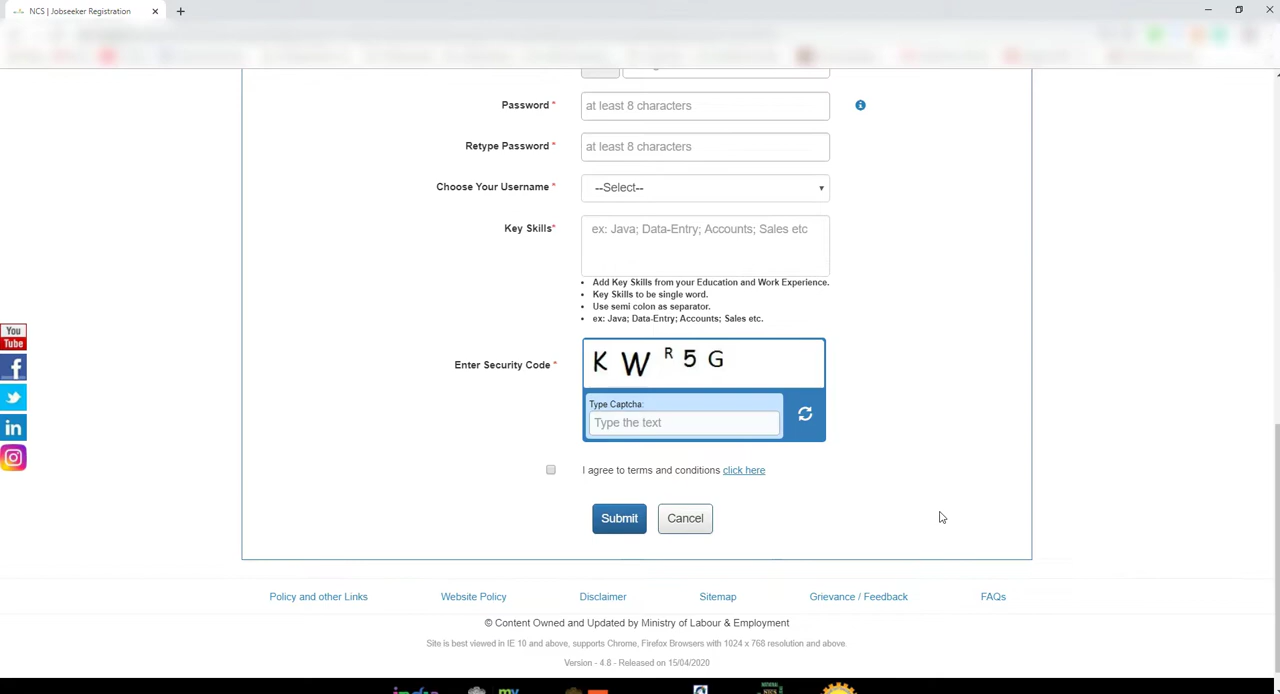 NCS | Jobseeker Registration
Password *
at least 8 characters
Retype Password *
at least 8 characters
Choose Your Username *
--Select--
Key Skills*
ex: Java; Data-Entry; Accounts; Sales etc
• Add Key Skills from your Education and Work Experience.
• Key Skills to be single word.
• Use semi colon as separator.
• ex: Java; Data-Entry; Accounts; Sales etc.
Enter Security Code *
K W R 5 G
Type Captcha:
Type the text
You
Tube
I agree to terms and conditions click here
Submit Cancel
Policy and other Links Website Policy Disclaimer Sitemap Grievance / Feedback FAQs
© Content Owned and Updated by Ministry of Labour & Employment
Site is best viewed in IE 10 and above, supports Chrome, Firefox Browsers with 1024 x 768 resolution and above.
Version - 4.8 - Released on 15/04/2020